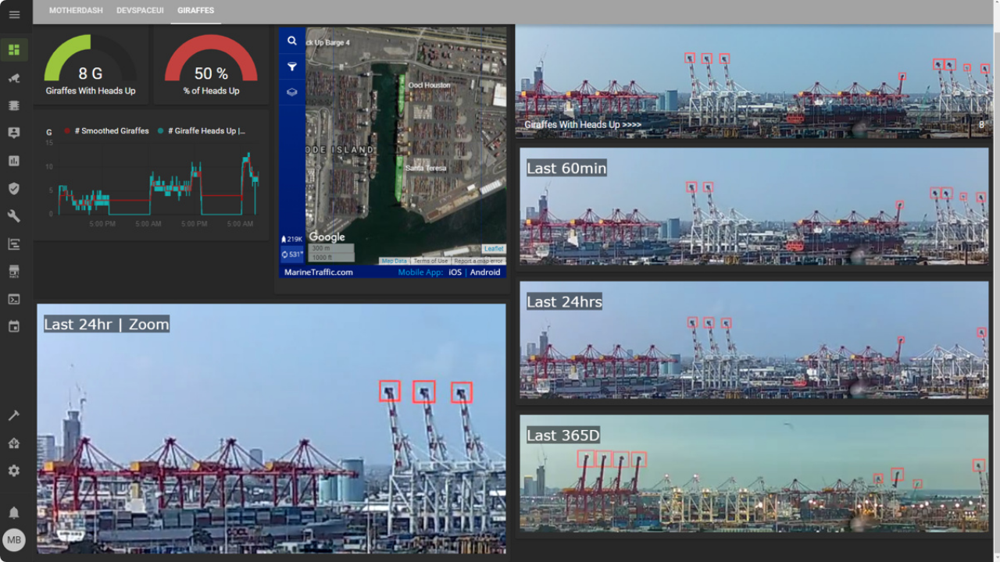 MOTHERDASH DEVSPACEUI GIRAFFES
8 G
Giraffes With Heads Up
50 %
% of Heads Up
G
# Smoothed Giraffes
# Giraffe Heads Up |...
15
10
5
0
5:00 PM 5:00 AM 5:00 PM 5:00 AM
ck Up Barge 4
Oocl Houston
ODE ISLAND
Santa Teresa
219K
531"
Google
300 m
1000 ft
Leaflet
Map Data | Terms of Use | Report a map error
MarineTraffic.com
Mobile App: iOS | Android
Giraffes With Heads Up >>>>
8
Last 60min
Last 24hrs
Last 365D
Last 24hr | Zoom
MB